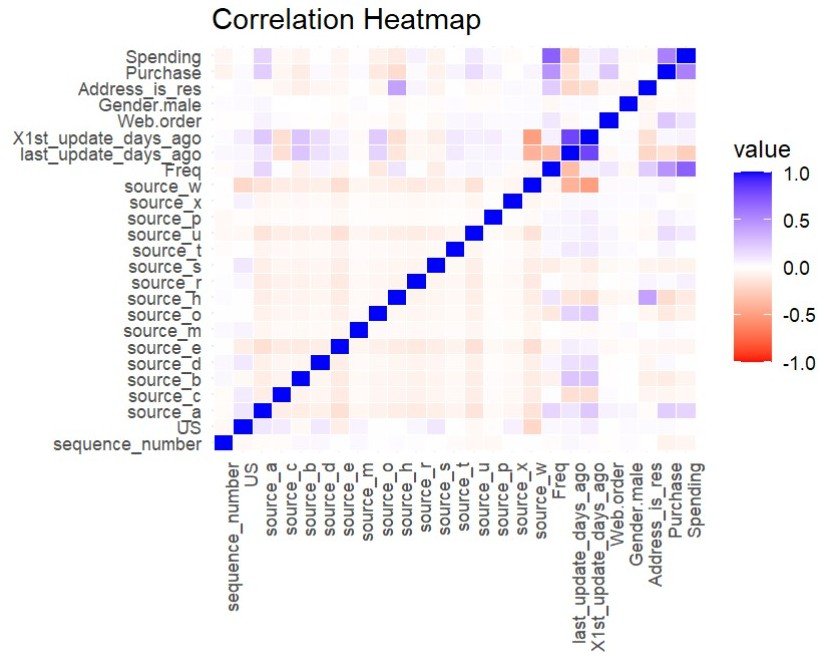 Correlation Heatmap
Spending
Purchase
Address_is_res
Gender.male
Web.order
X1st_update_days_ago
last_update_days_ago
Freq
source_w
source_x
source_p
source_u
source_t
source_s
source_r
source_h
source_o
source_m
source_e
source_d
source_b
source_c
source_a
US
sequence_number
sequence_number
US
source_a
source_c
source_b
source_d
source_e
source_m
source_o
source_h
source_r
source_s
source_t
source_u
source_p
source_x
source_w
Freq
last_update_days_ago
X1st_update_days_ago
Web.order
Gender.male
Address_is_res
Purchase
Spending
value
1.0
0.5
0.0
-0.5
-1.0